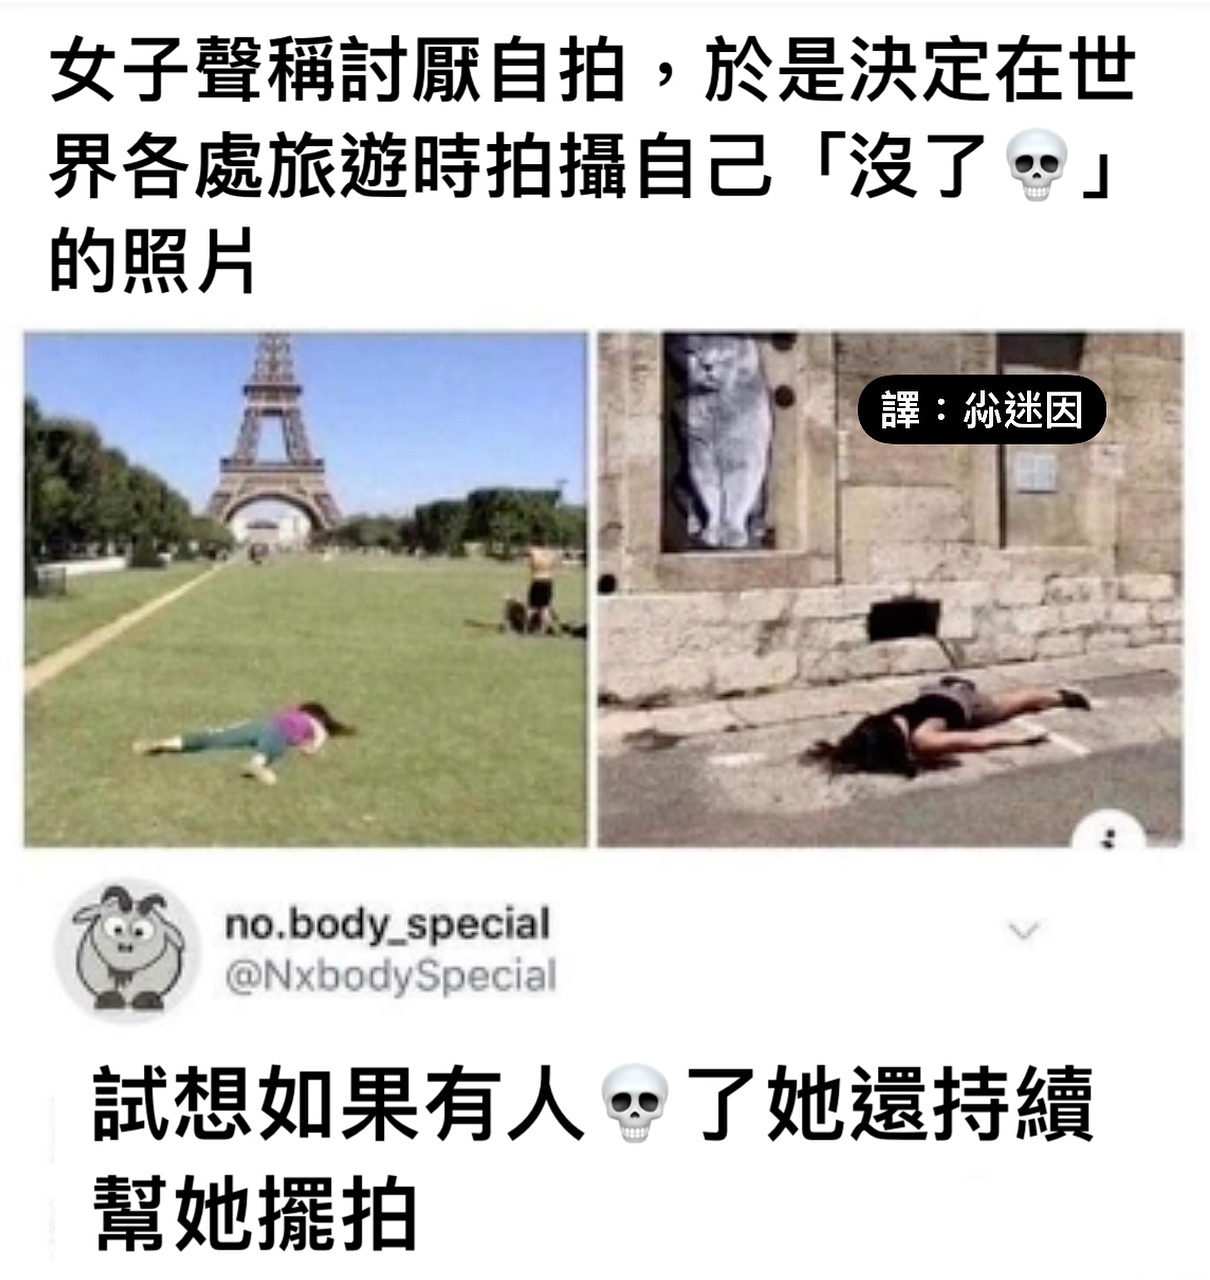 女子聲稱討厭自拍，於是決定在世
界各處旅遊時拍攝自己「沒了💀」
的照片
譯：尛迷因
no.body_special
@NxbodySpecial
試想如果有人💀了她還持續
幫她擺拍